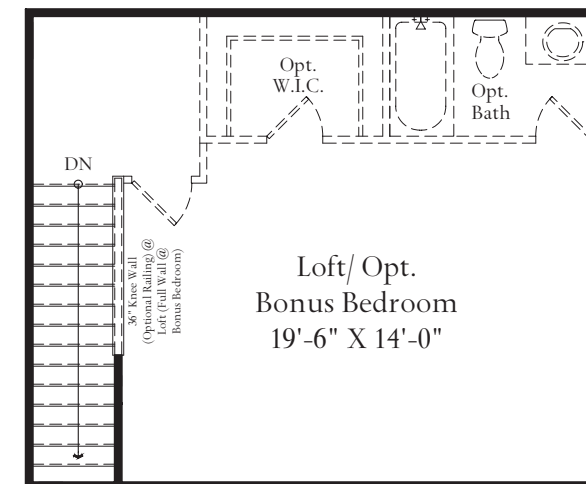 Opt.
W.I.C.
Opt.
Bath
DN
36" Knee Wall
(Optional Railing) @
Loft (Full Wall @
Bonus Bedroom)
Loft/ Opt.
Bonus Bedroom
19'-6" X 14'-0"